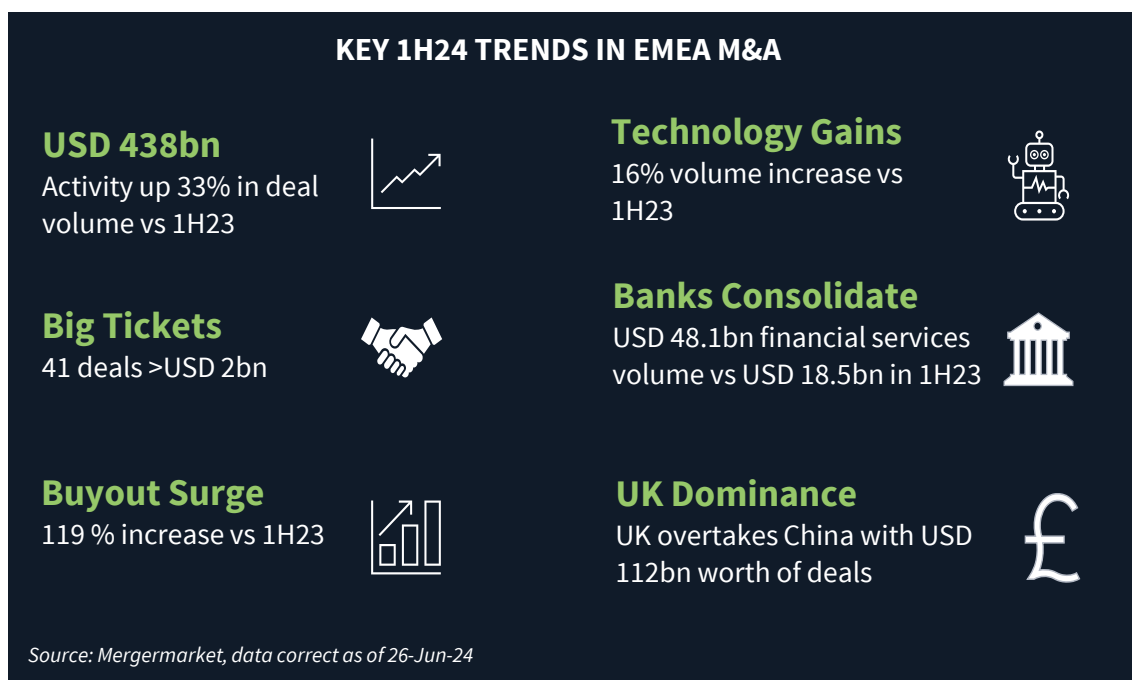 KEY 1H24 TRENDS IN EMEA M&A
USD 438bn
Activity up 33% in deal
volume vs 1H23
Technology Gains
16% volume increase vs
1H23
Big Tickets
41 deals >USD 2bn
Banks Consolidate
USD 48.1bn financial services
volume vs USD 18.5bn in 1H23
Buyout Surge
119 % increase vs 1H23
UK Dominance
UK overtakes China with USD
112bn worth of deals
£
Source: Mergermarket, data correct as of 26-Jun-24